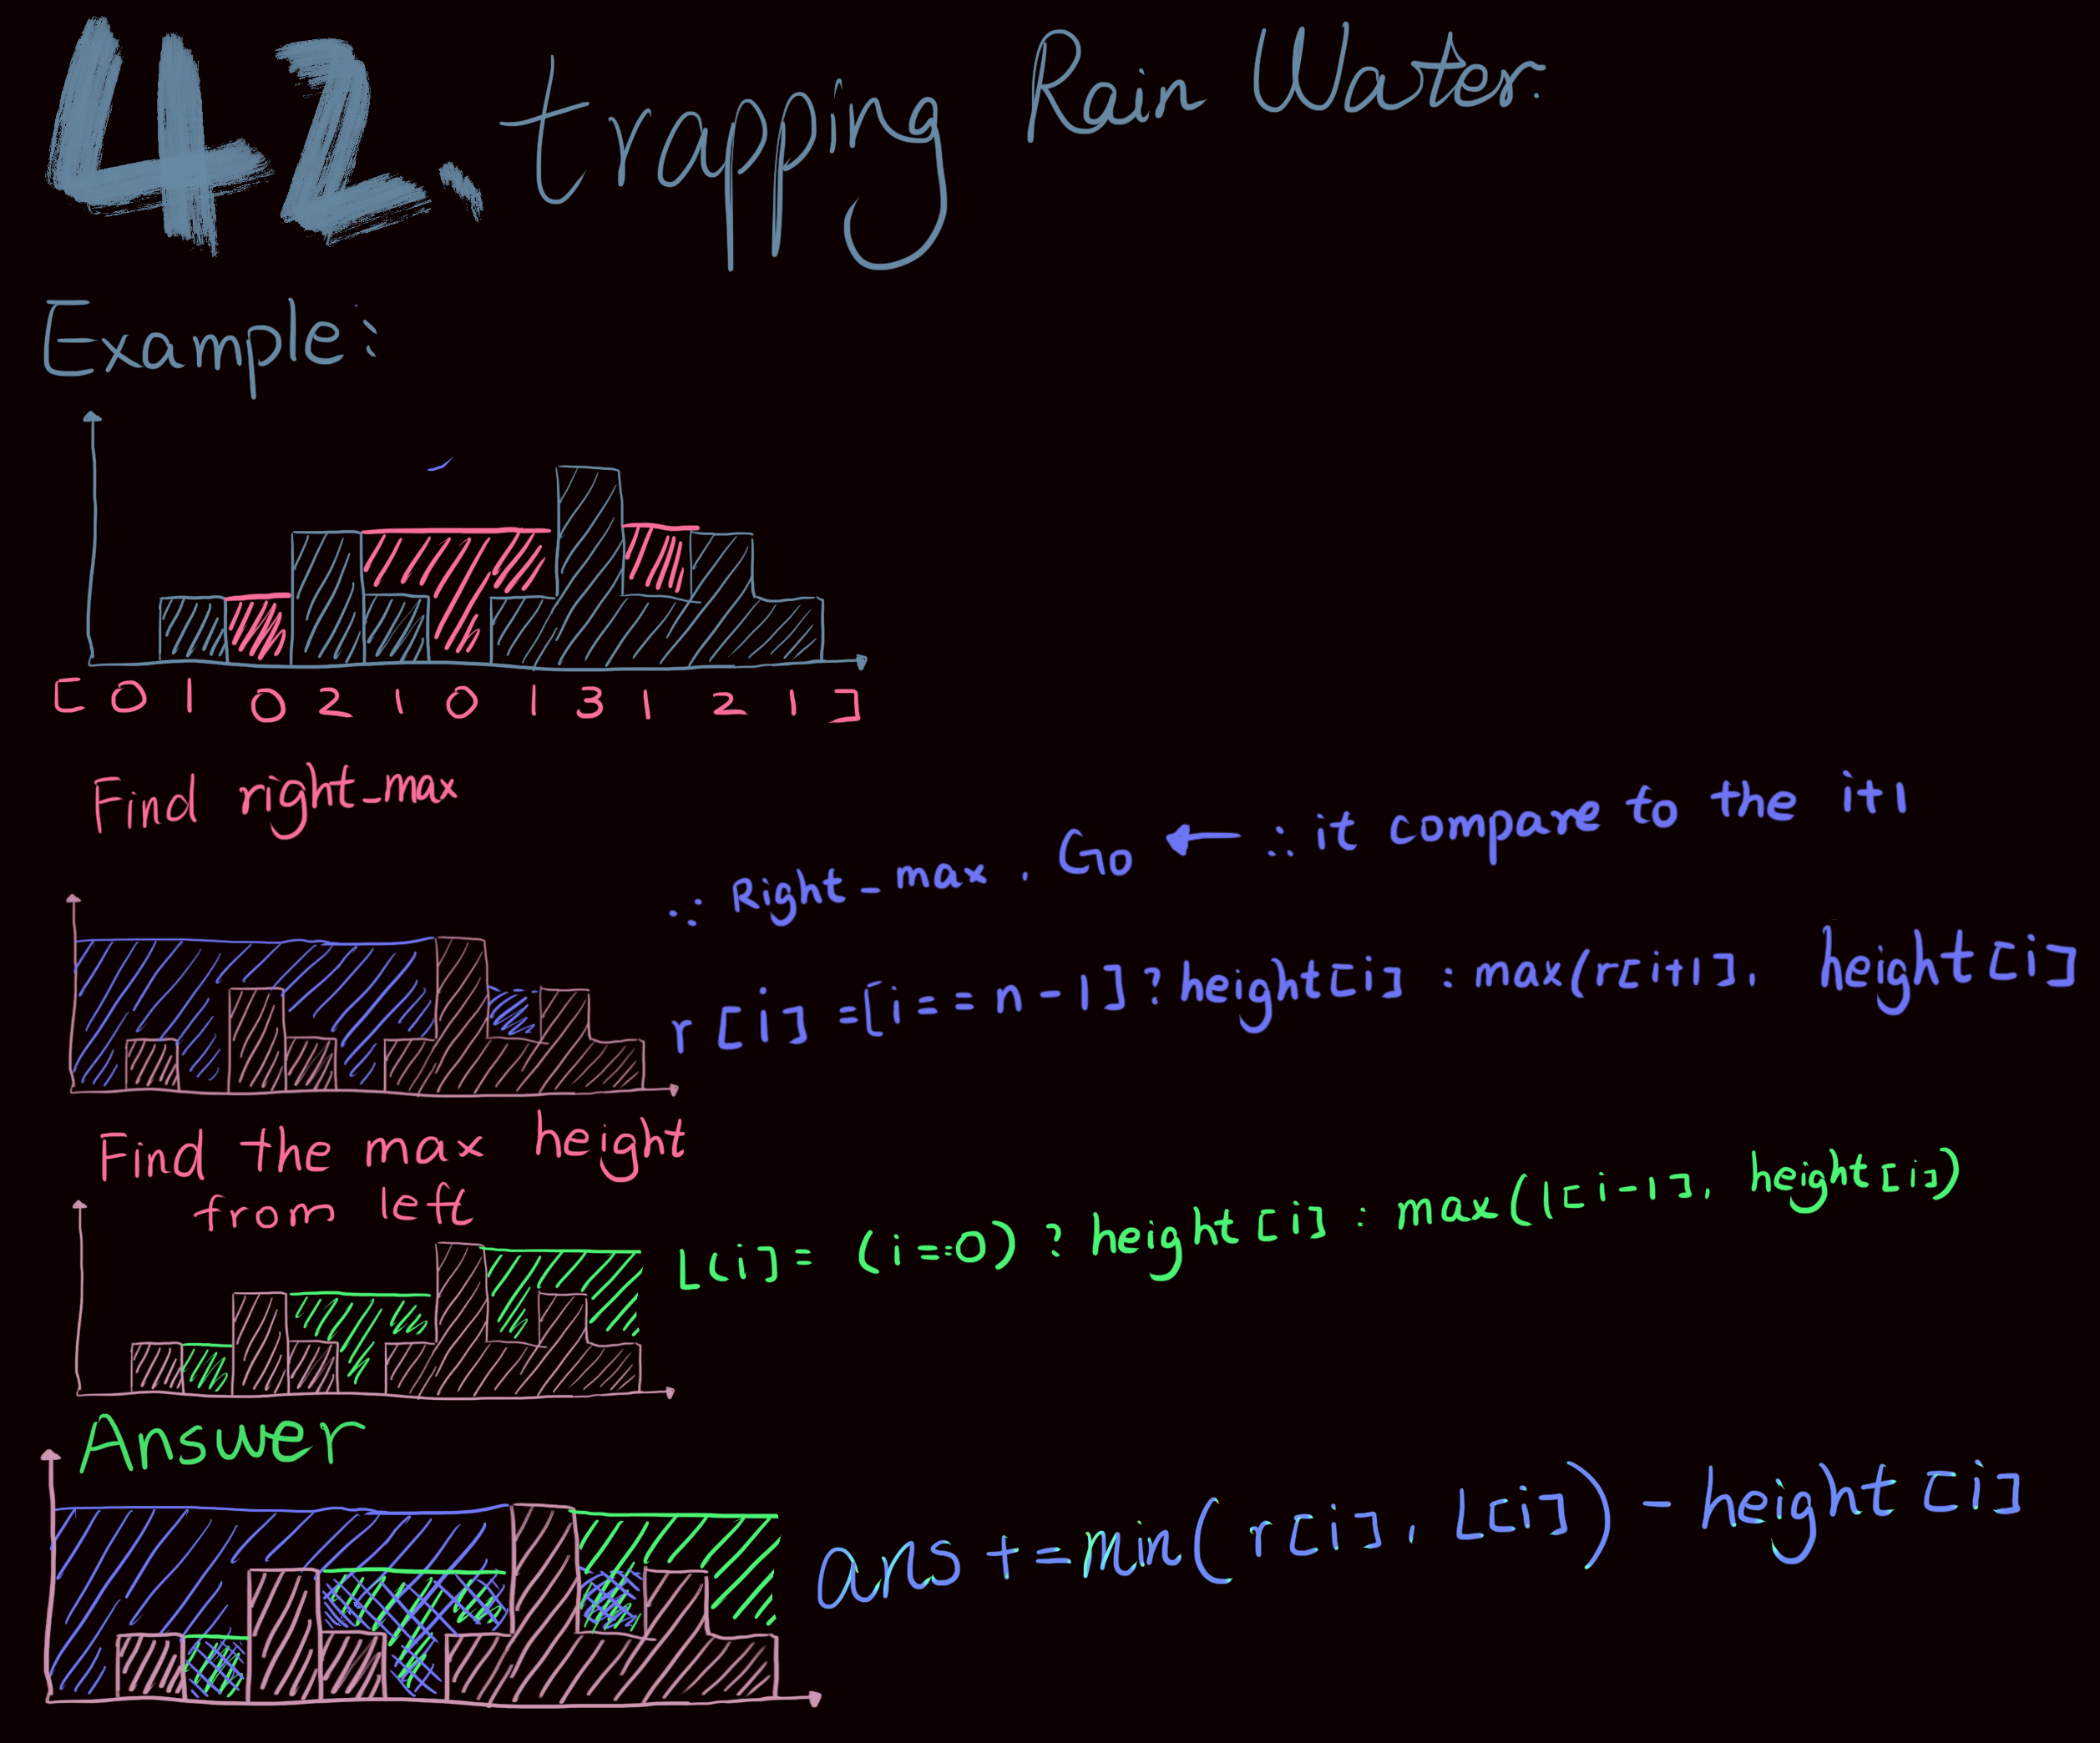 42. trapping Rain Water.
Example:
[ 0 1 0 2 1 0 1 3 1 2 1 ]
Find right_max
∵ Right_max . Go ← ∴ it compare to the i+1
r[i] =[i==n-1]?height[i] : max(r[i+1], height[i]
Find the max height
from left
L[i]= (i==0) ? height[i] : max(l[i-1], height[i])
Answer
ans +=min(r[i], L[i]) - height[i]